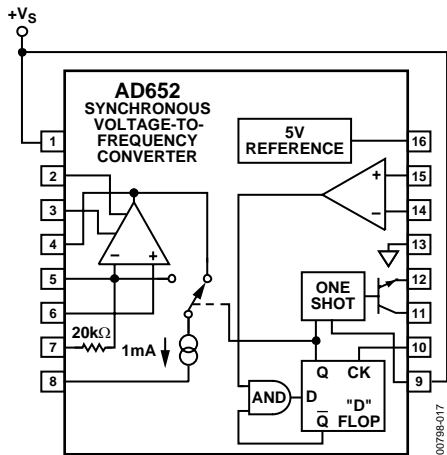 +VS
AD652
SYNCHRONOUS
VOLTAGE-TO-
FREQUENCY
CONVERTER
5V
REFERENCE
1
2
3
4
5
6
7
8
16
15
14
13
12
11
10
9
+
−
−
+
20kΩ
1mA
ONE
SHOT
AND
Q
CK
D
"D"
FLOP
Q
00798-017